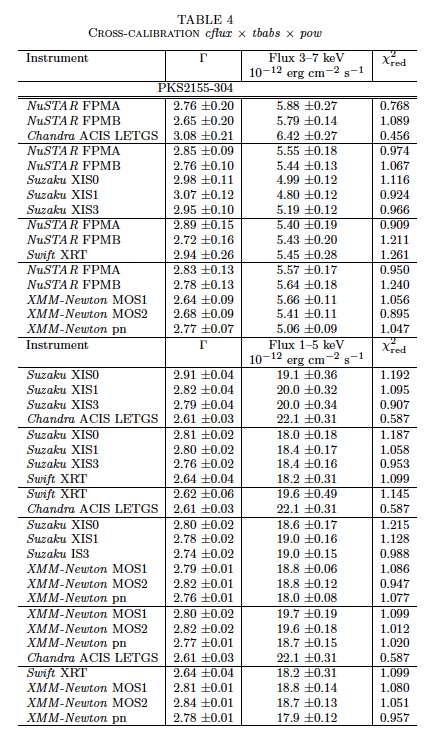 TABLE 4
Cross-calibration cflux × tbabs × pow
Instrument Γ Flux 3–7 keV χ²red
10−12 erg cm−2 s−1
PKS2155-304
NuSTAR FPMA 2.76 ±0.20 5.88 ±0.27 0.768
NuSTAR FPMB 2.65 ±0.20 5.79 ±0.14 1.089
Chandra ACIS LETGS 3.08 ±0.21 6.42 ±0.27 0.456
NuSTAR FPMA 2.85 ±0.09 5.55 ±0.18 0.974
NuSTAR FPMB 2.76 ±0.10 5.44 ±0.13 1.067
Suzaku XIS0 2.98 ±0.11 4.99 ±0.12 1.116
Suzaku XIS1 3.07 ±0.12 4.80 ±0.12 0.924
Suzaku XIS3 2.95 ±0.10 5.19 ±0.12 0.966
NuSTAR FPMA 2.89 ±0.15 5.40 ±0.19 0.909
NuSTAR FPMB 2.72 ±0.16 5.43 ±0.20 1.211
Swift XRT 2.94 ±0.26 5.45 ±0.28 1.261
NuSTAR FPMA 2.83 ±0.13 5.57 ±0.17 0.950
NuSTAR FPMB 2.78 ±0.13 5.64 ±0.18 1.240
XMM-Newton MOS1 2.64 ±0.09 5.66 ±0.11 1.056
XMM-Newton MOS2 2.68 ±0.09 5.41 ±0.11 0.895
XMM-Newton pn 2.77 ±0.07 5.06 ±0.09 1.047
Instrument Γ Flux 1–5 keV χ²red
10−12 erg cm−2 s−1
Suzaku XIS0 2.91 ±0.04 19.1 ±0.36 1.192
Suzaku XIS1 2.82 ±0.04 20.0 ±0.32 1.095
Suzaku XIS3 2.79 ±0.04 20.0 ±0.34 0.907
Chandra ACIS LETGS 2.61 ±0.03 22.1 ±0.31 0.587
Suzaku XIS0 2.81 ±0.02 18.0 ±0.18 1.187
Suzaku XIS1 2.80 ±0.02 18.4 ±0.17 1.058
Suzaku XIS3 2.76 ±0.02 18.4 ±0.16 0.953
Swift XRT 2.64 ±0.04 18.2 ±0.31 1.099
Swift XRT 2.62 ±0.06 19.6 ±0.49 1.145
Chandra ACIS LETGS 2.61 ±0.03 22.1 ±0.31 0.587
Suzaku XIS0 2.80 ±0.02 18.6 ±0.17 1.215
Suzaku XIS1 2.78 ±0.02 19.0 ±0.16 1.128
Suzaku IS3 2.74 ±0.02 19.0 ±0.15 0.988
XMM-Newton MOS1 2.79 ±0.01 18.8 ±0.06 1.086
XMM-Newton MOS2 2.82 ±0.01 18.8 ±0.12 0.947
XMM-Newton pn 2.76 ±0.01 18.0 ±0.08 1.077
XMM-Newton MOS1 2.80 ±0.02 19.7 ±0.19 1.099
XMM-Newton MOS2 2.82 ±0.02 19.6 ±0.18 1.012
XMM-Newton pn 2.77 ±0.01 18.7 ±0.15 1.020
Chandra ACIS LETGS 2.61 ±0.03 22.1 ±0.31 0.587
Swift XRT 2.64 ±0.04 18.2 ±0.31 1.099
XMM-Newton MOS1 2.81 ±0.01 18.8 ±0.14 1.080
XMM-Newton MOS2 2.84 ±0.01 18.7 ±0.13 1.051
XMM-Newton pn 2.78 ±0.01 17.9 ±0.12 0.957